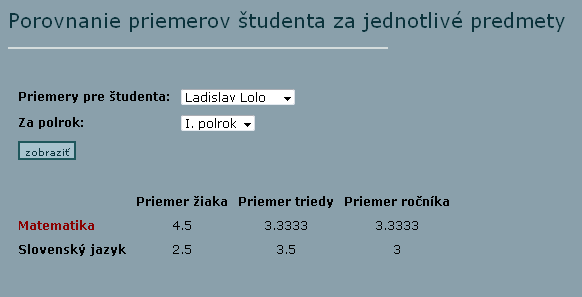 Porovnanie priemerov študenta za jednotlivé predmety
Priemery pre študenta: Ladislav Lolo
Za polrok: I. polrok
zobraziť
Priemer žiaka Priemer triedy Priemer ročníka
Matematika 4.5 3.3333 3.3333
Slovenský jazyk 2.5 3.5 3